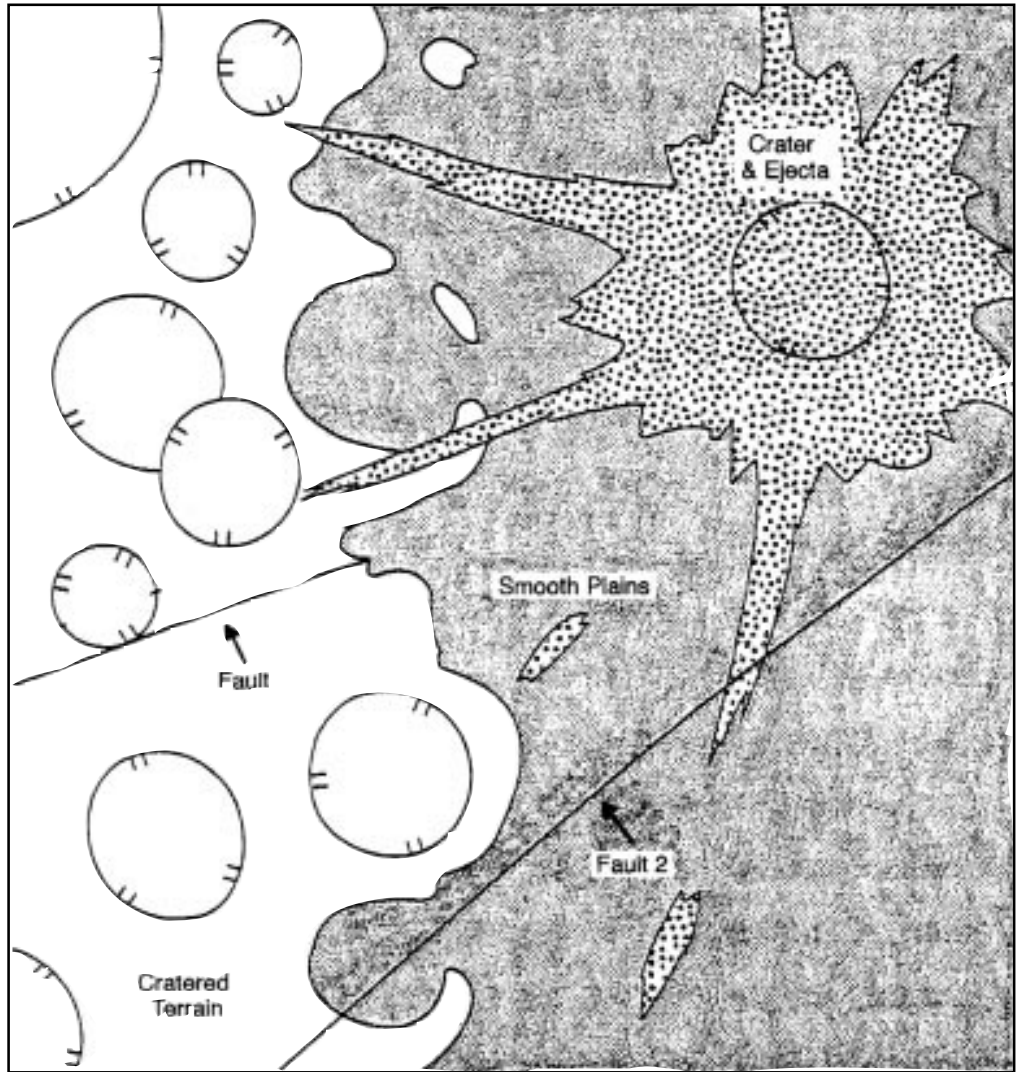 Crater
& Ejecta
Smooth Plains
Fault
Fault 2
Cratered
Terrain